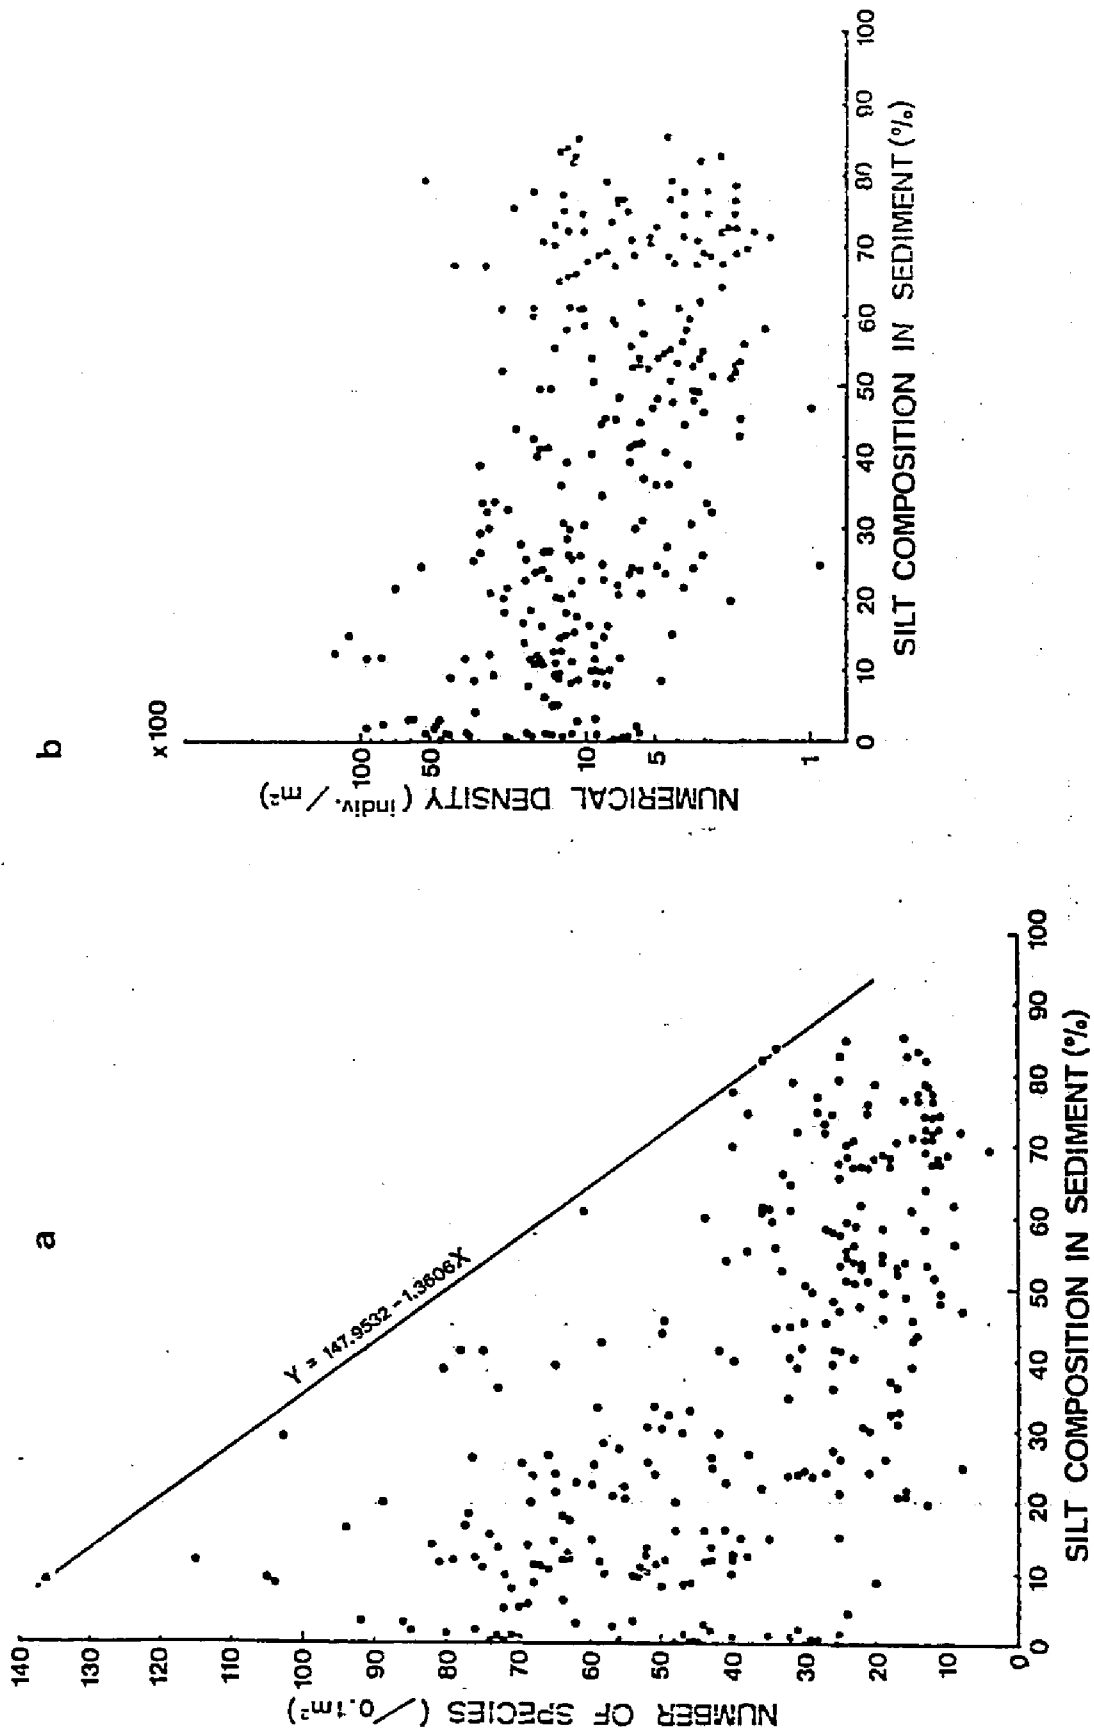 a
NUMBER OF SPECIES (/0.1m²)
140
130
120
110
100
90
80
70
60
50
40
30
20
10
0
Y = 147.9532 - 1.3606X
0 10 20 30 40 50 60 70 80 90 100
SILT COMPOSITION IN SEDIMENT (%)
b
x100
NUMERICAL DENSITY (indiv./m²)
100
50
10
5
1
0 10 20 30 40 50 60 70 80 90 100
SILT COMPOSITION IN SEDIMENT (%)